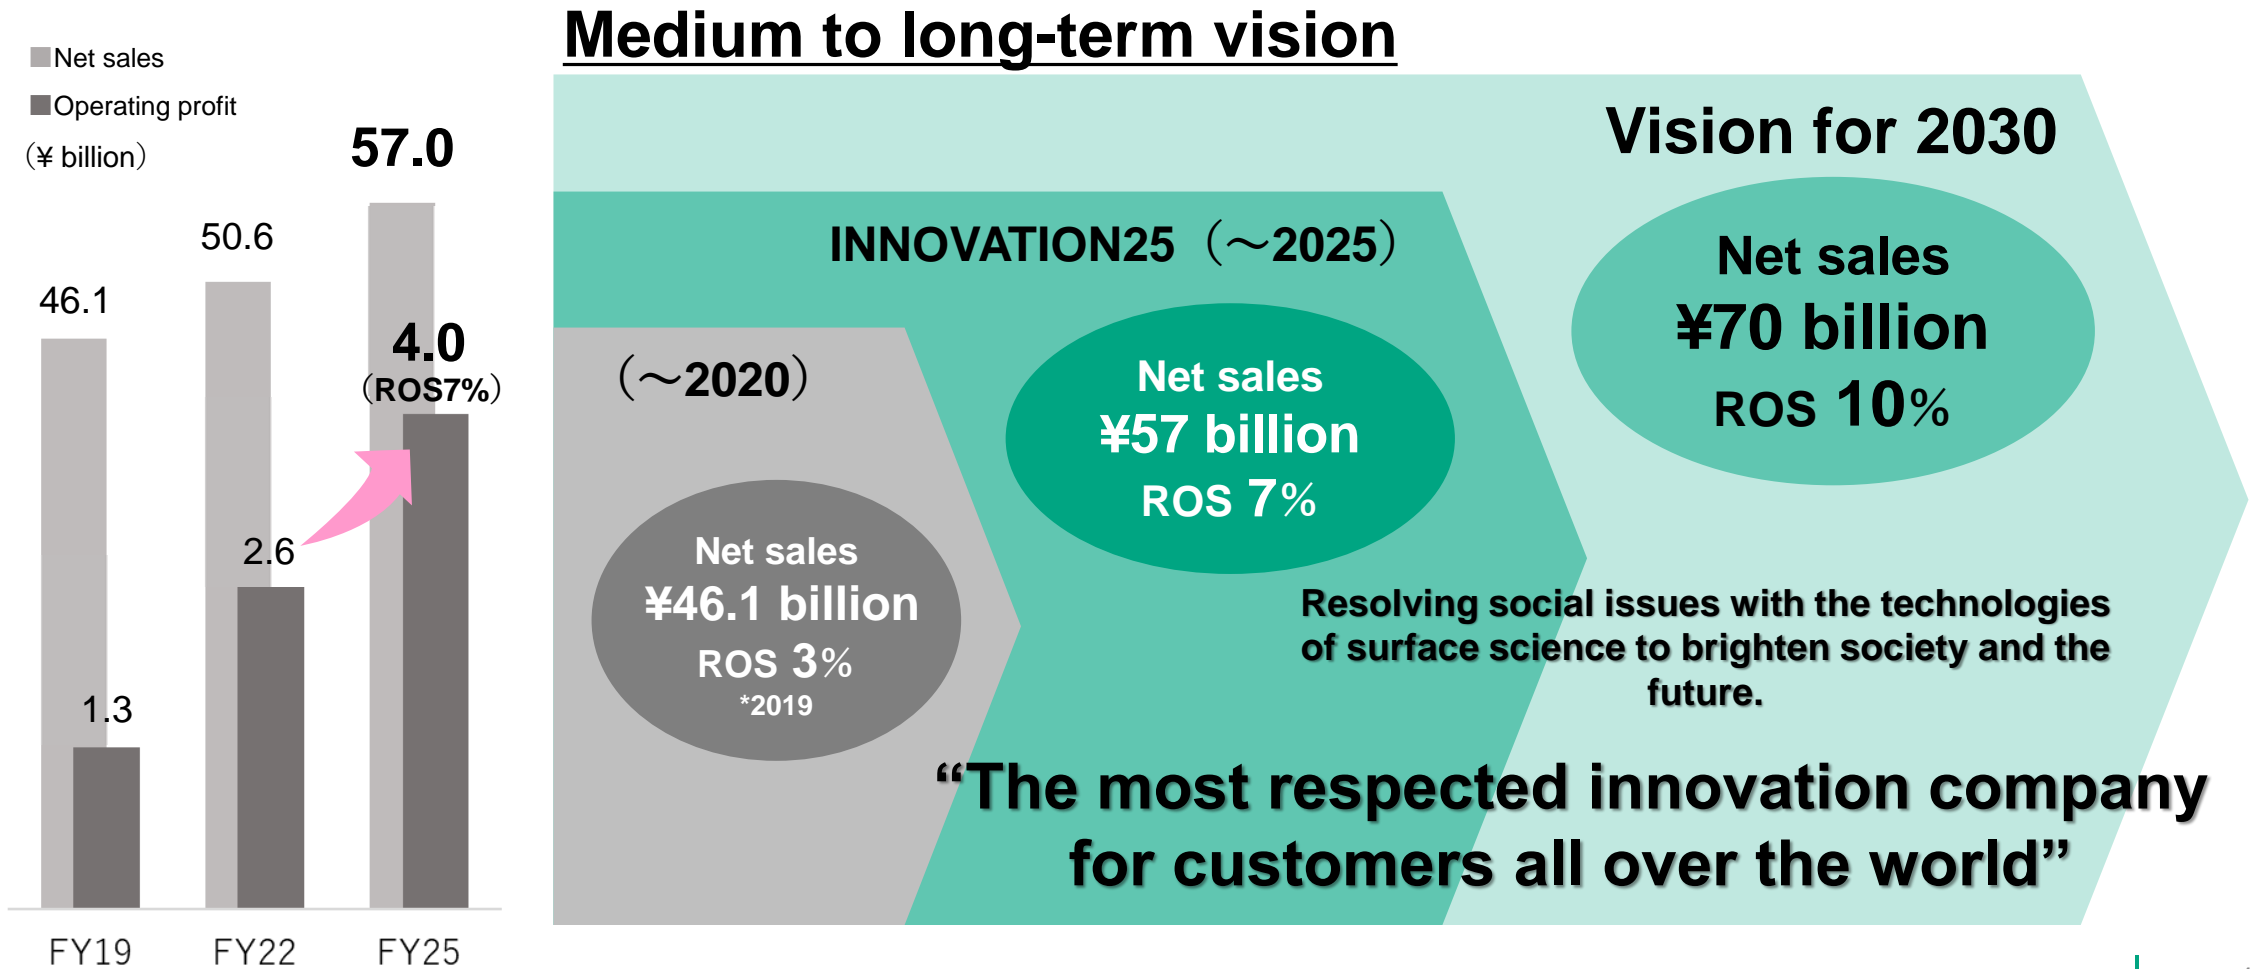 Medium to long-term vision
Net sales
Operating profit
（¥ billion）
46.1
1.3
50.6
2.6
57.0
4.0
（ROS7%）
FY19
FY22
FY25
（～2020）
Net sales
¥46.1 billion
ROS 3%
*2019
INNOVATION25（～2025）
Net sales
¥57 billion
ROS 7%
Vision for 2030
Net sales
¥70 billion
ROS 10%
Resolving social issues with the technologies
of surface science to brighten society and the
future.
“The most respected innovation company
for customers all over the world”